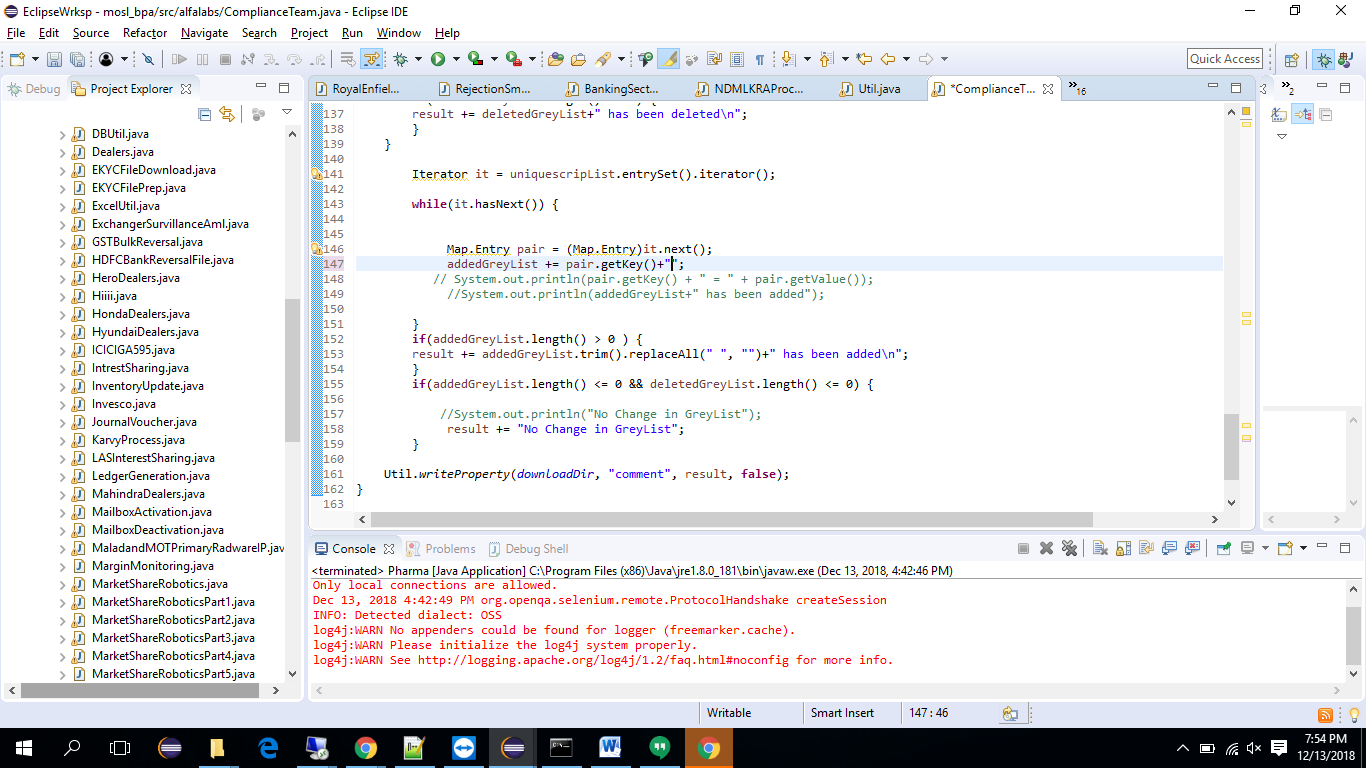 EclipseWrksp - mosl_bpa/src/alfalabs/ComplianceTeam.java - Eclipse IDE
File Edit Source Refactor Navigate Search Project Run Window Help
Quick Access
Debug Project Explorer
RoyalEnfiel... RejectionSm... BankingSect... NDMLKRAProc... Util.java *ComplianceT... »16
DBUtil.java
Dealers.java
EKYCFileDownload.java
EKYCFilePrep.java
ExcelUtil.java
ExchangerSurvillanceAml.java
GSTBulkReversal.java
HDFCBankReversalFile.java
HeroDealers.java
Hiiii.java
HondaDealers.java
HyundaiDealers.java
ICICIGA595.java
IntrestSharing.java
InventoryUpdate.java
Invesco.java
JournalVoucher.java
KarvyProcess.java
LASInterestSharing.java
LedgerGeneration.java
MahindraDealers.java
MailboxActivation.java
MailboxDeactivation.java
MaladandMOTPrimaryRadwareIP.jav
MarginMonitoring.java
MarketShareRobotics.java
MarketShareRoboticsPart1.java
MarketShareRoboticsPart2.java
MarketShareRoboticsPart3.java
MarketShareRoboticsPart4.java
MarketShareRoboticsPart5.java
137 result += deletedGreyList+" has been deleted\n";
138 }
139 }
140
141 Iterator it = uniquescripList.entrySet().iterator();
142
143 while(it.hasNext()) {
144
145
146 Map.Entry pair = (Map.Entry)it.next();
147 addedGreyList += pair.getKey()+"";
148 // System.out.println(pair.getKey() + " = " + pair.getValue());
149 //System.out.println(addedGreyList+" has been added");
150
151 }
152 if(addedGreyList.length() > 0 ) {
153 result += addedGreyList.trim().replaceAll(" ", "")+" has been added\n";
154 }
155 if(addedGreyList.length() <= 0 && deletedGreyList.length() <= 0) {
156
157 //System.out.println("No Change in GreyList");
158 result += "No Change in GreyList";
159 }
160
161 Util.writeProperty(downloadDir, "comment", result, false);
162 }
163
Console Problems Debug Shell
<terminated> Pharma [Java Application] C:\Program Files (x86)\Java\jre1.8.0_181\bin\javaw.exe (Dec 13, 2018, 4:42:46 PM)
Only local connections are allowed.
Dec 13, 2018 4:42:49 PM org.openqa.selenium.remote.ProtocolHandshake createSession
INFO: Detected dialect: OSS
log4j:WARN No appenders could be found for logger (freemarker.cache).
log4j:WARN Please initialize the log4j system properly.
log4j:WARN See http://logging.apache.org/log4j/1.2/faq.html#noconfig for more info.
Writable Smart Insert 147 : 46
7:54 PM
12/13/2018